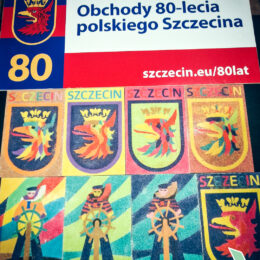 Obchody 80-lecia
polskiego Szczecina
80
szczecin.eu/80lat
SZCZECIN SZCZECIN SZCZECIN SZCZECIN
SZCZECIN